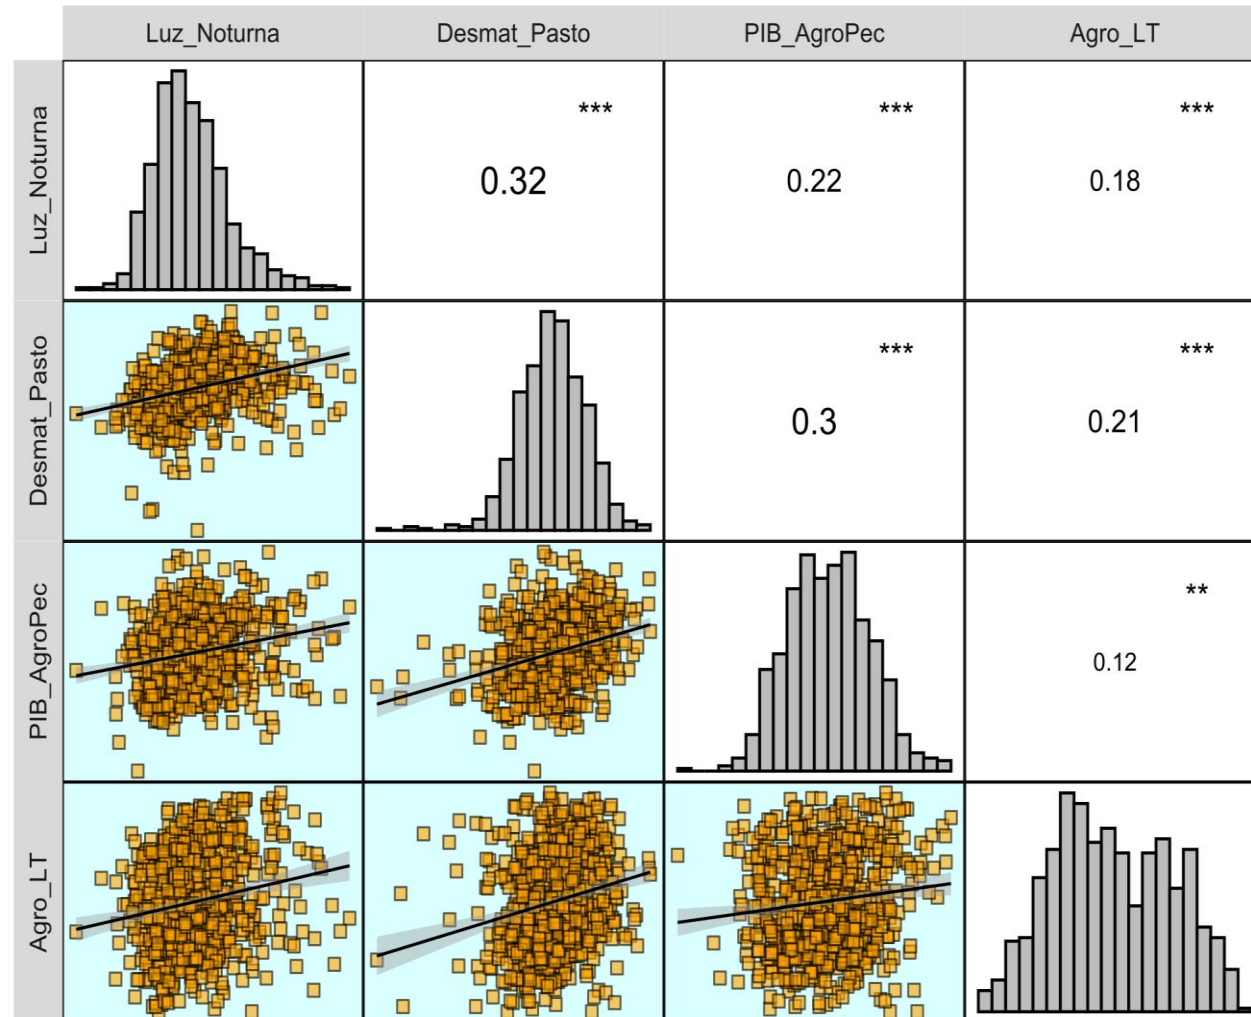 Luz_Noturna Desmat_Pasto PIB_AgroPec Agro_LT
Luz_Noturna
*** *** ***
0.32 0.22 0.18
Desmat_Pasto
*** ***
0.3 0.21
PIB_AgroPec
**
0.12
Agro_LT